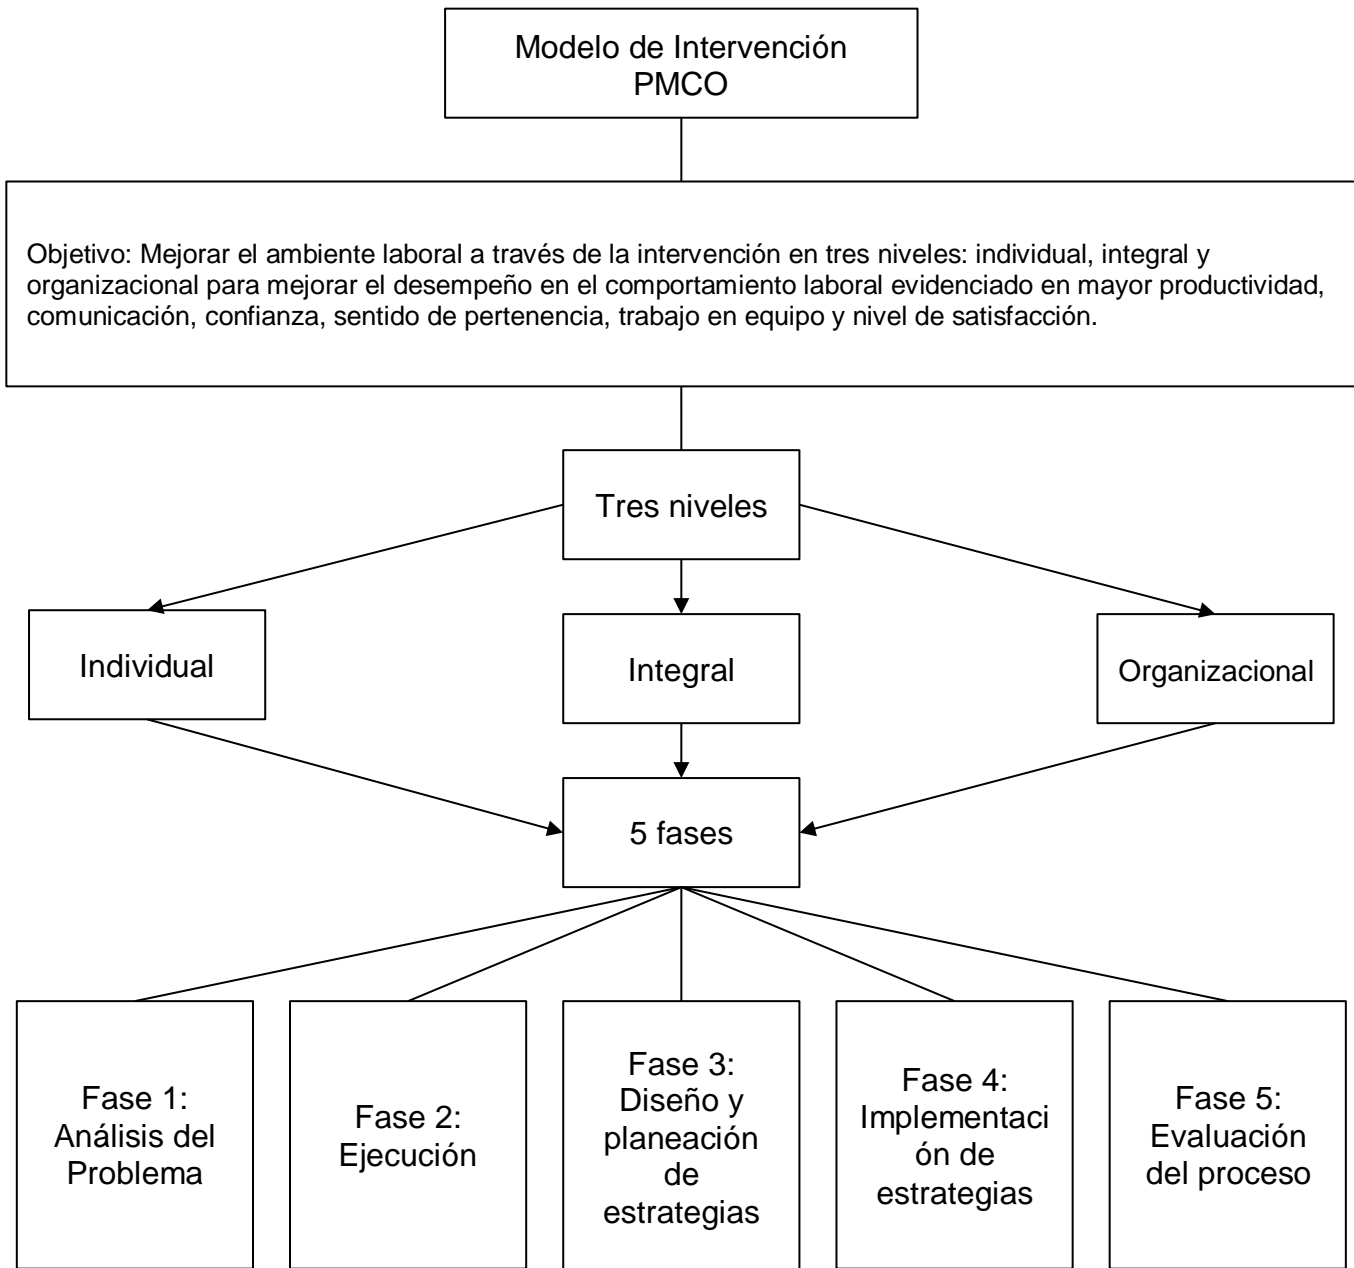 Modelo de Intervención
PMCO
Objetivo: Mejorar el ambiente laboral a través de la intervención en tres niveles: individual, integral y
organizacional para mejorar el desempeño en el comportamiento laboral evidenciado en mayor productividad,
comunicación, confianza, sentido de pertenencia, trabajo en equipo y nivel de satisfacción.
Tres niveles
Individual
Integral
Organizacional
5 fases
Fase 1:
Análisis del
Problema
Fase 2:
Ejecución
Fase 3:
Diseño y
planeación
de
estrategias
Fase 4:
Implementaci
ón de
estrategias
Fase 5:
Evaluación
del proceso